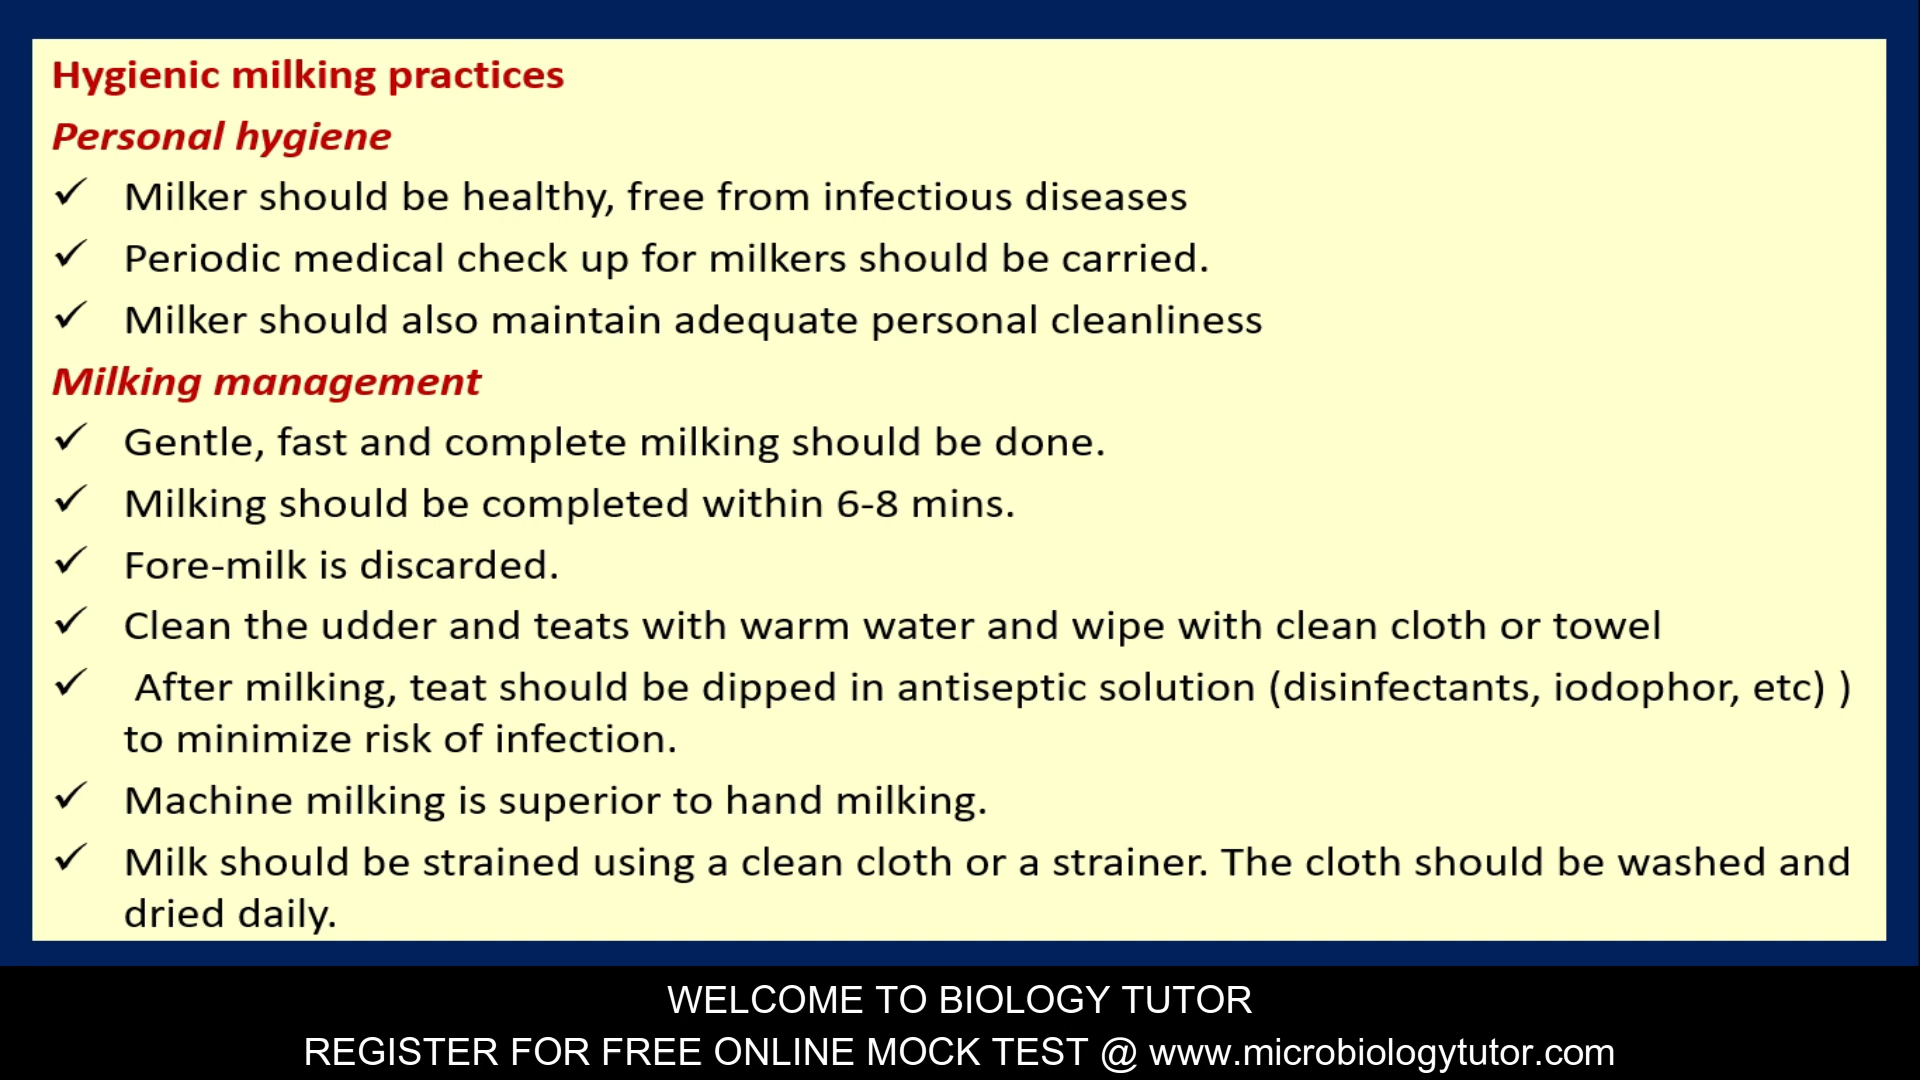 Hygienic milking practices
Personal hygiene
✓ Milker should be healthy, free from infectious diseases
✓ Periodic medical check up for milkers should be carried.
✓ Milker should also maintain adequate personal cleanliness
Milking management
✓ Gentle, fast and complete milking should be done.
✓ Milking should be completed within 6-8 mins.
✓ Fore-milk is discarded.
✓ Clean the udder and teats with warm water and wipe with clean cloth or towel
✓ After milking, teat should be dipped in antiseptic solution (disinfectants, iodophor, etc) )
to minimize risk of infection.
✓ Machine milking is superior to hand milking.
✓ Milk should be strained using a clean cloth or a strainer. The cloth should be washed and
dried daily.
WELCOME TO BIOLOGY TUTOR
REGISTER FOR FREE ONLINE MOCK TEST @ www.microbiologytutor.com